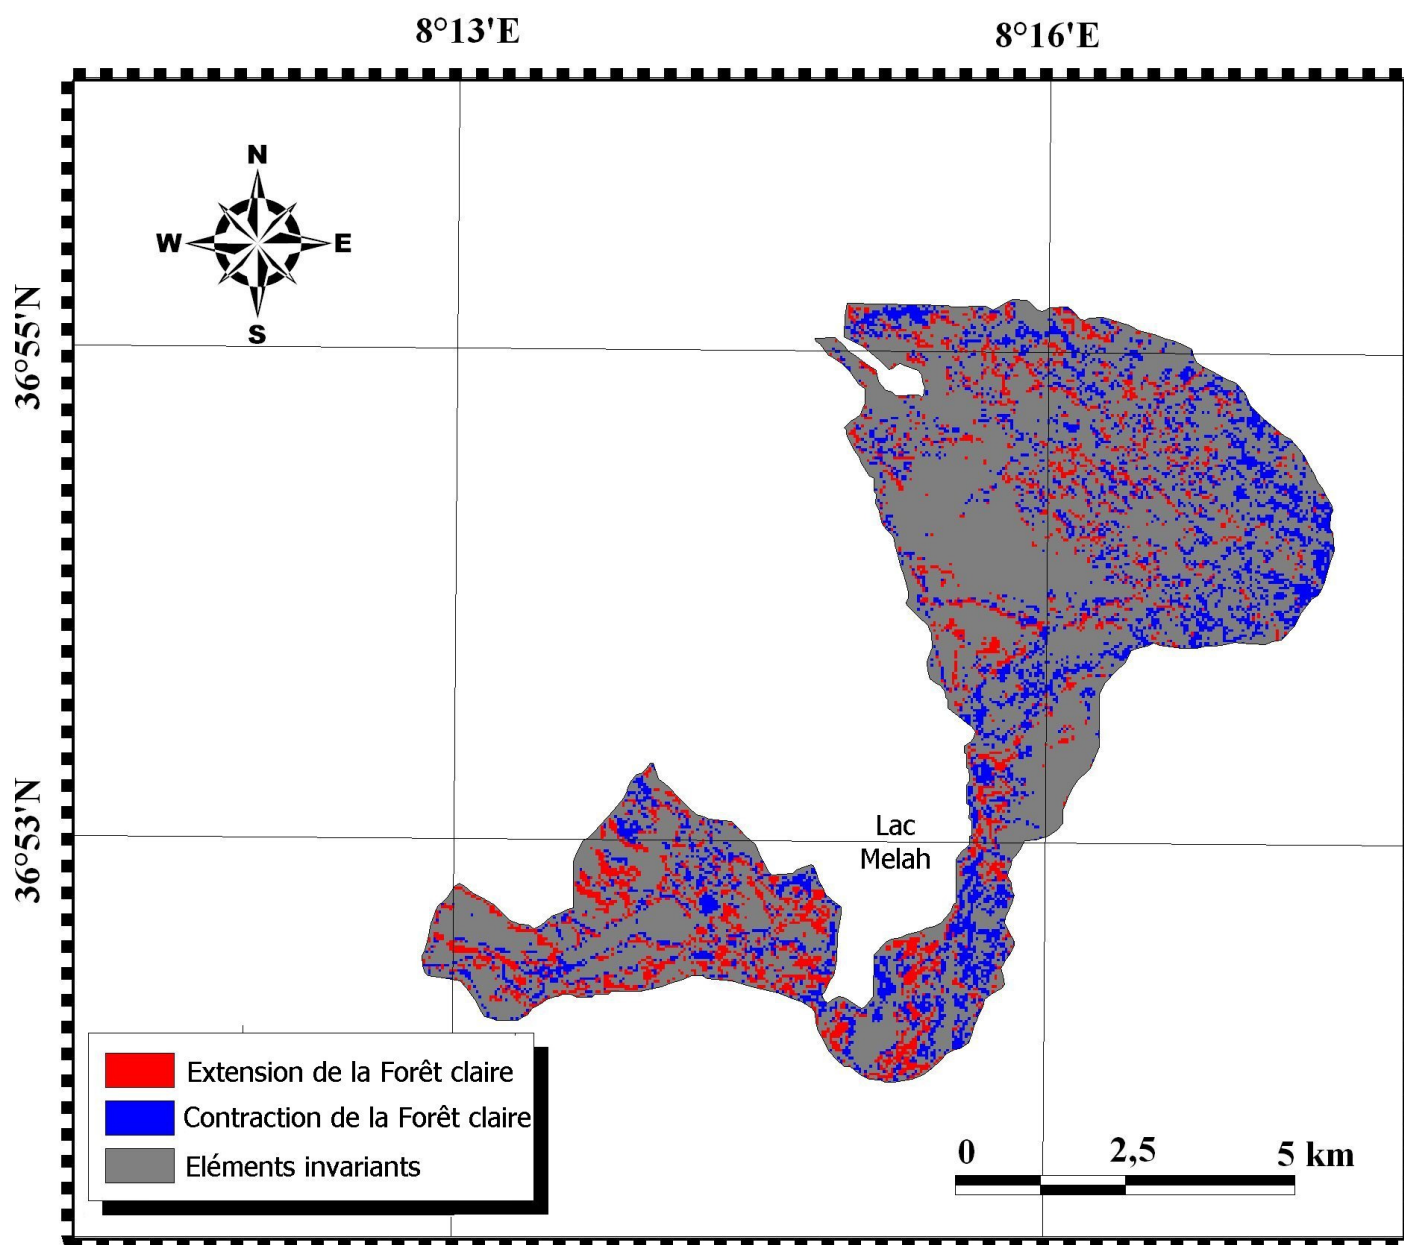 8°13'E
8°16'E
N
W
E
S
36°55'N
36°53'N
Lac
Melah
Extension de la Forêt claire
Contraction de la Forêt claire
Eléments invariants
0 2,5 5 km